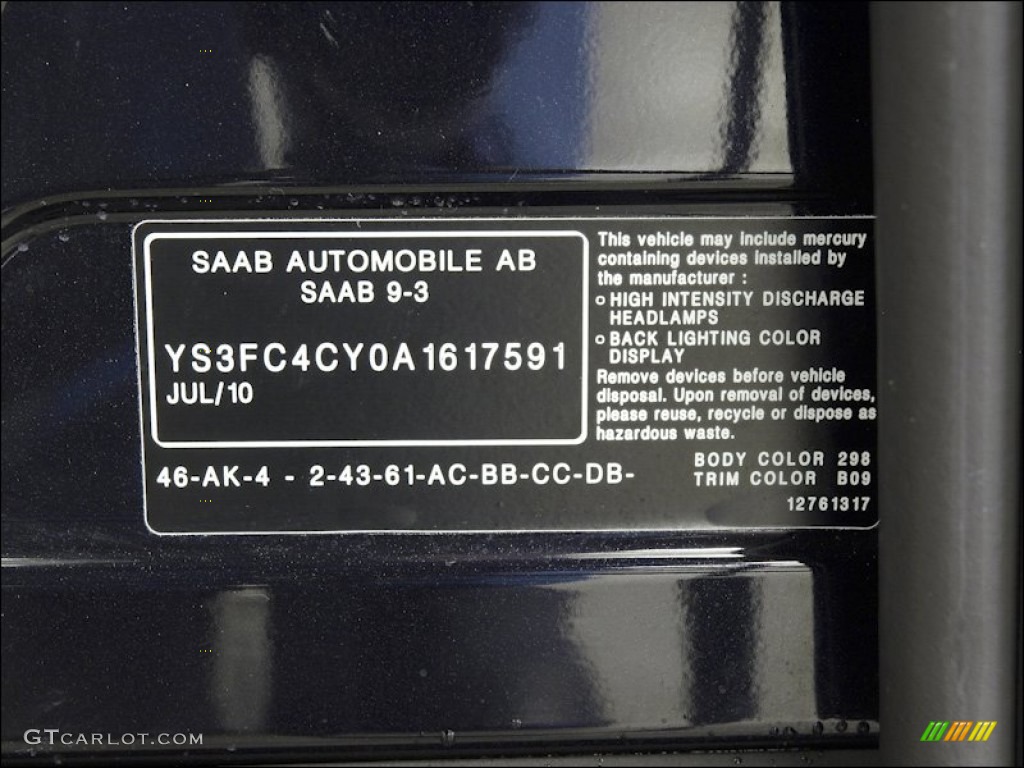 SAAB AUTOMOBILE AB
SAAB 9-3
YS3FC4CY0A1617591
JUL/10
46-AK-4 - 2-43-61-AC-BB-CC-DB-
This vehicle may include mercury
containing devices installed by
the manufacturer :
o HIGH INTENSITY DISCHARGE
HEADLAMPS
o BACK LIGHTING COLOR
DISPLAY
Remove devices before vehicle
disposal. Upon removal of devices,
please reuse, recycle or dispose as
hazardous waste.
BODY COLOR 298
TRIM COLOR B09
12761317
GTCARLOT.COM